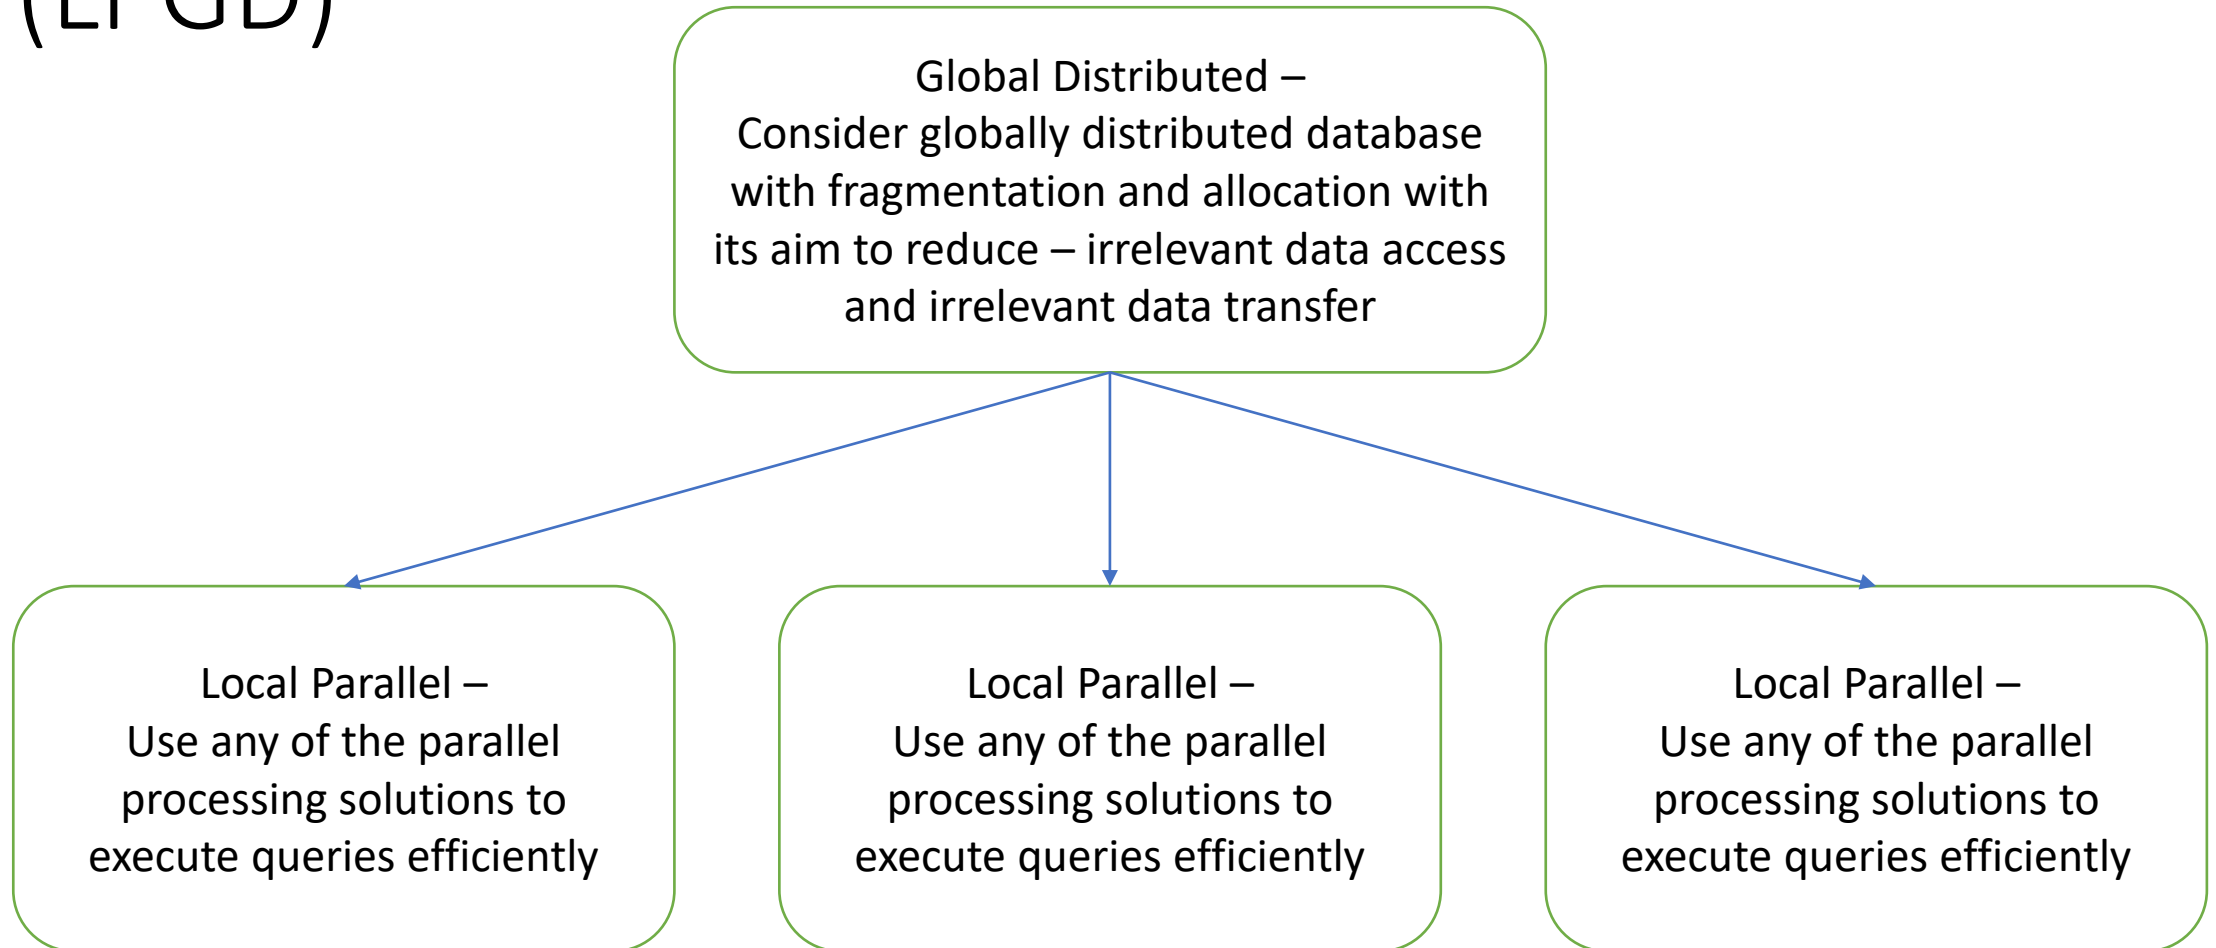 (LPGD)
Global Distributed –
Consider globally distributed database
with fragmentation and allocation with
its aim to reduce – irrelevant data access
and irrelevant data transfer
Local Parallel –
Use any of the parallel
processing solutions to
execute queries efficiently
Local Parallel –
Use any of the parallel
processing solutions to
execute queries efficiently
Local Parallel –
Use any of the parallel
processing solutions to
execute queries efficiently